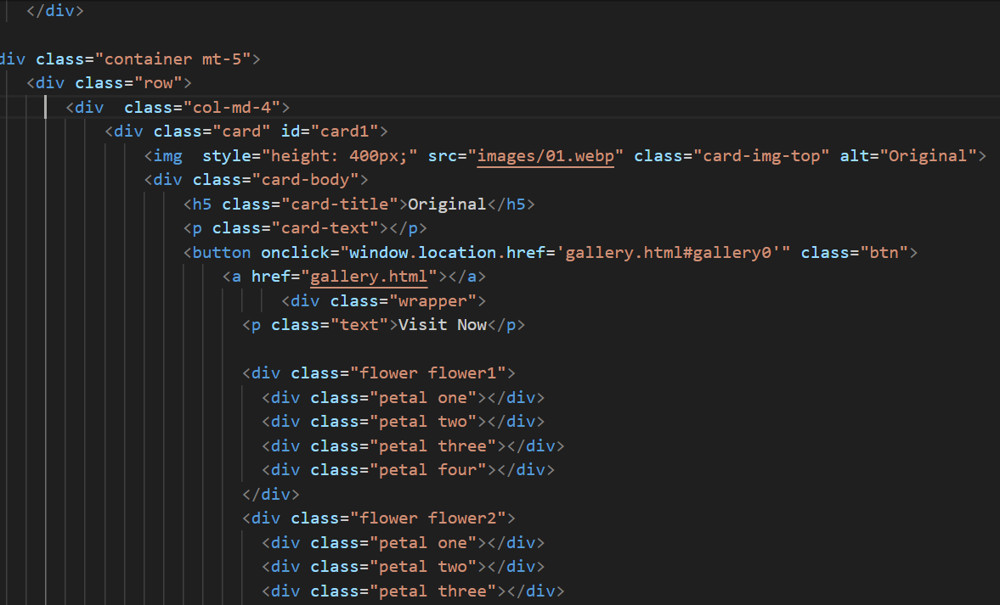 </div>
div class="container mt-5">
<div class="row">
<div  class="col-md-4">
<div class="card" id="card1">
<img  style="height: 400px;" src="images/01.webp" class="card-img-top" alt="Original">
<div class="card-body">
<h5 class="card-title">Original</h5>
<p class="card-text"></p>
<button onclick="window.location.href='gallery.html#gallery0'" class="btn">
<a href="gallery.html"></a>
<div class="wrapper">
<p class="text">Visit Now</p>
<div class="flower flower1">
<div class="petal one"></div>
<div class="petal two"></div>
<div class="petal three"></div>
<div class="petal four"></div>
</div>
<div class="flower flower2">
<div class="petal one"></div>
<div class="petal two"></div>
<div class="petal three"></div>